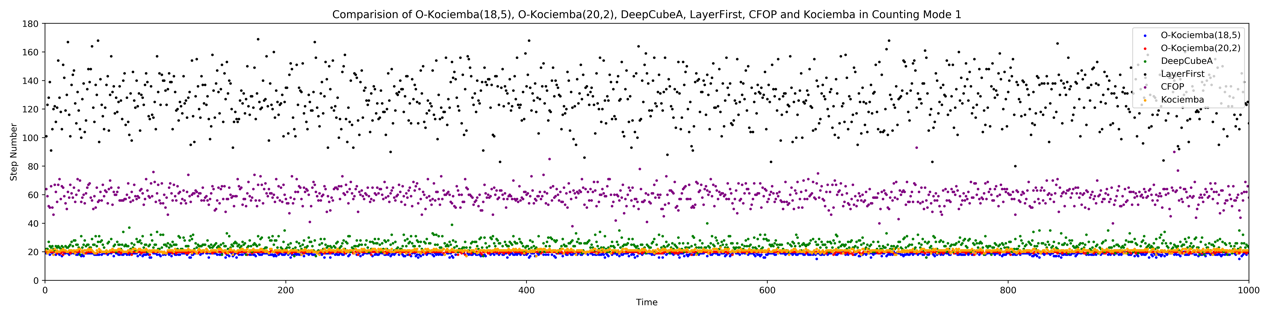 Comparision of O-Kociemba(18,5), O-Kociemba(20,2), DeepCubeA, LayerFirst, CFOP and Kociemba in Counting Mode 1
Step Number
180
160
140
120
100
80
60
40
20
0
O-Kociemba(18,5)
O-Kociemba(20,2)
DeepCubeA
LayerFirst
CFOP
Kociemba
0
200
400
600
800
1000
Time